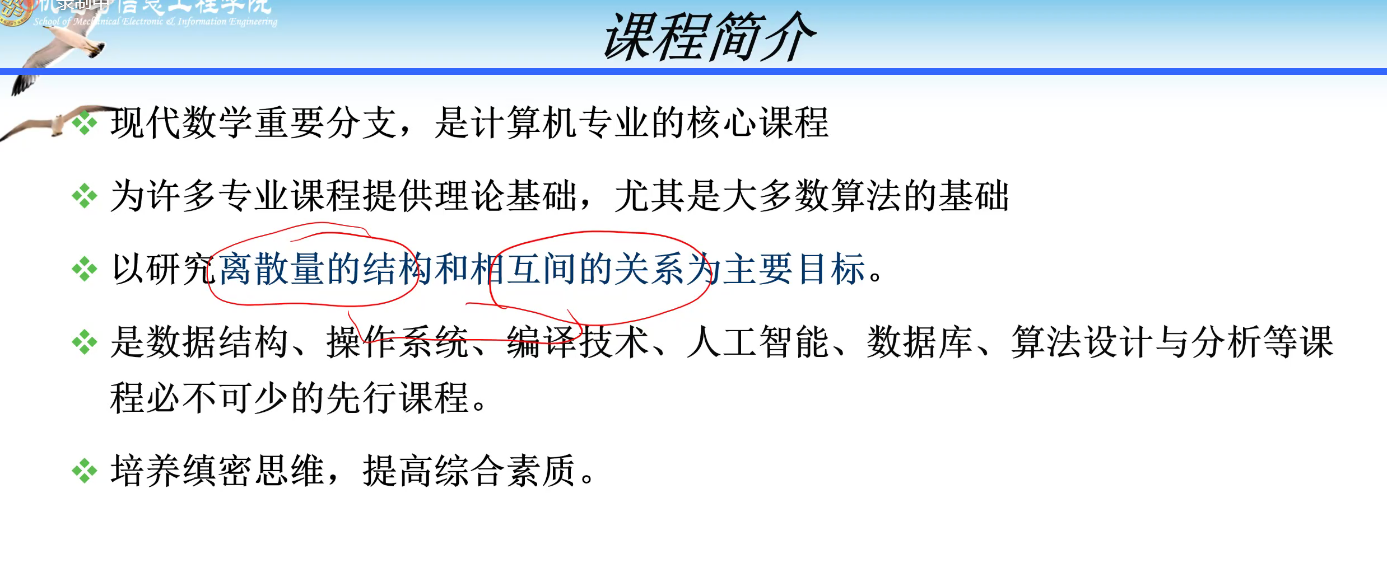 信息工程学院
School of Mechanical Electronic & Information Engineering
课程简介
现代数学重要分支，是计算机专业的核心课程
为许多专业课程提供理论基础，尤其是大多数算法的基础
以研究离散量的结构和相互间的关系为主要目标。
是数据结构、操作系统、编译技术、人工智能、数据库、算法设计与分析等课
程必不可少的先行课程。
培养缜密思维，提高综合素质。